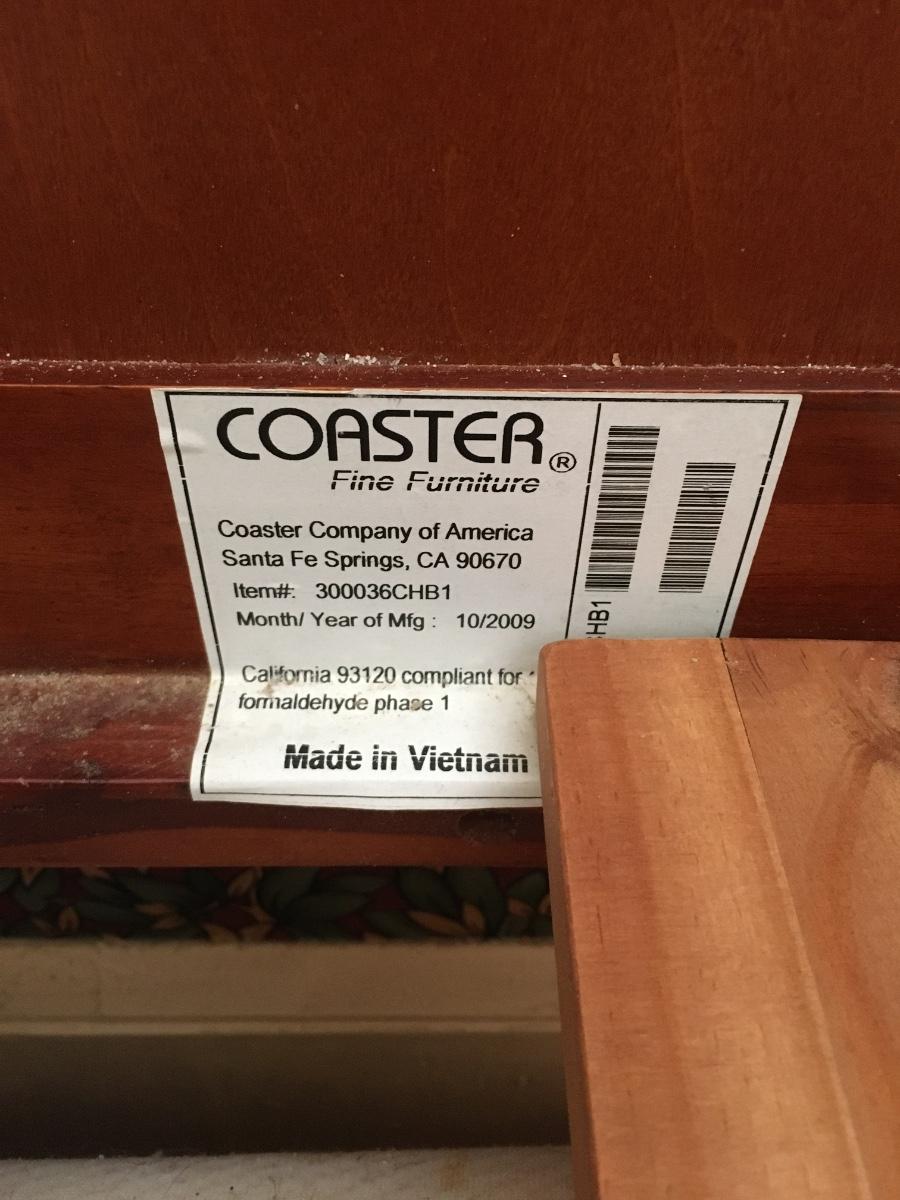 COASTER®
Fine Furniture
Coaster Company of America
Santa Fe Springs, CA 90670
Item#: 300036CHB1
Month/ Year of Mfg : 10/2009
California 93120 compliant for
formaldehyde phase 1
Made in Vietnam
HB1